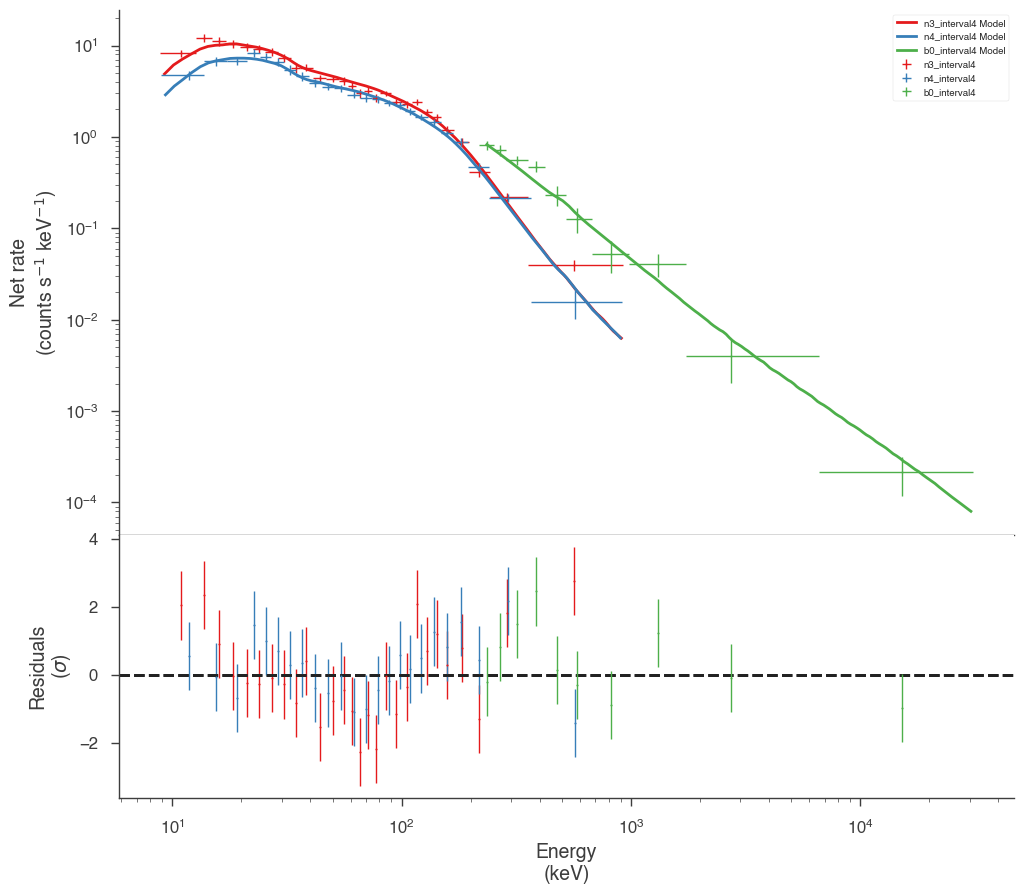 n3_interval4 Model
n4_interval4 Model
b0_interval4 Model
n3_interval4
n4_interval4
b0_interval4
10¹
10⁰
10⁻¹
10⁻²
10⁻³
10⁻⁴
Net rate
(counts s⁻¹ keV⁻¹)
4
2
0
−2
Residuals
(σ)
10¹
10²
10³
10⁴
Energy
(keV)